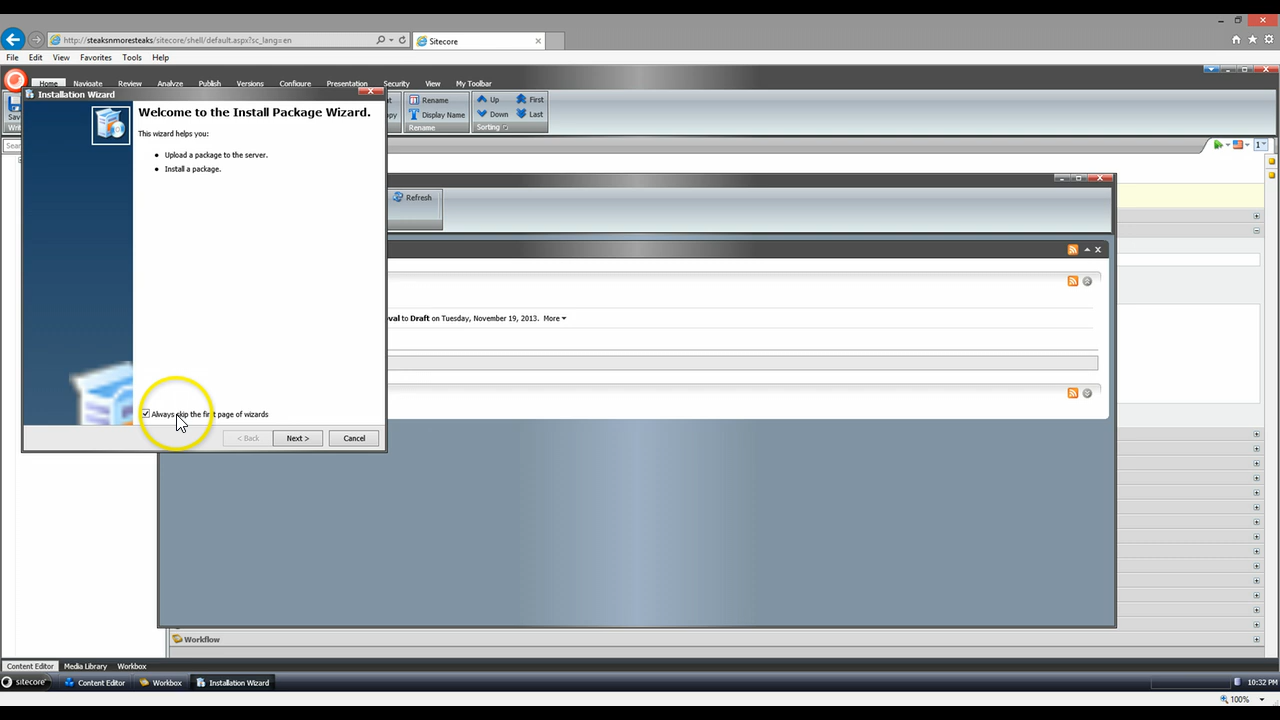 http://steaksnmoresteaks/sitecore/shell/default.aspx?sc_lang=en
Sitecore
File Edit View Favorites Tools Help
Home Navigate Review Analyze Publish Versions Configure Presentation Security View My Toolbar
Installation Wizard
Rename Up First
Display Name Down Last
Rename Sorting
Welcome to the Install Package Wizard.
This wizard helps you:
Upload a package to the server.
Install a package.
Refresh
to Draft on Tuesday, November 19, 2013. More
Always skip the first page of wizards
< Back Next > Cancel
Workflow
Content Editor Media Library Workbox
sitecore Content Editor Workbox Installation Wizard 10:32 PM
100%